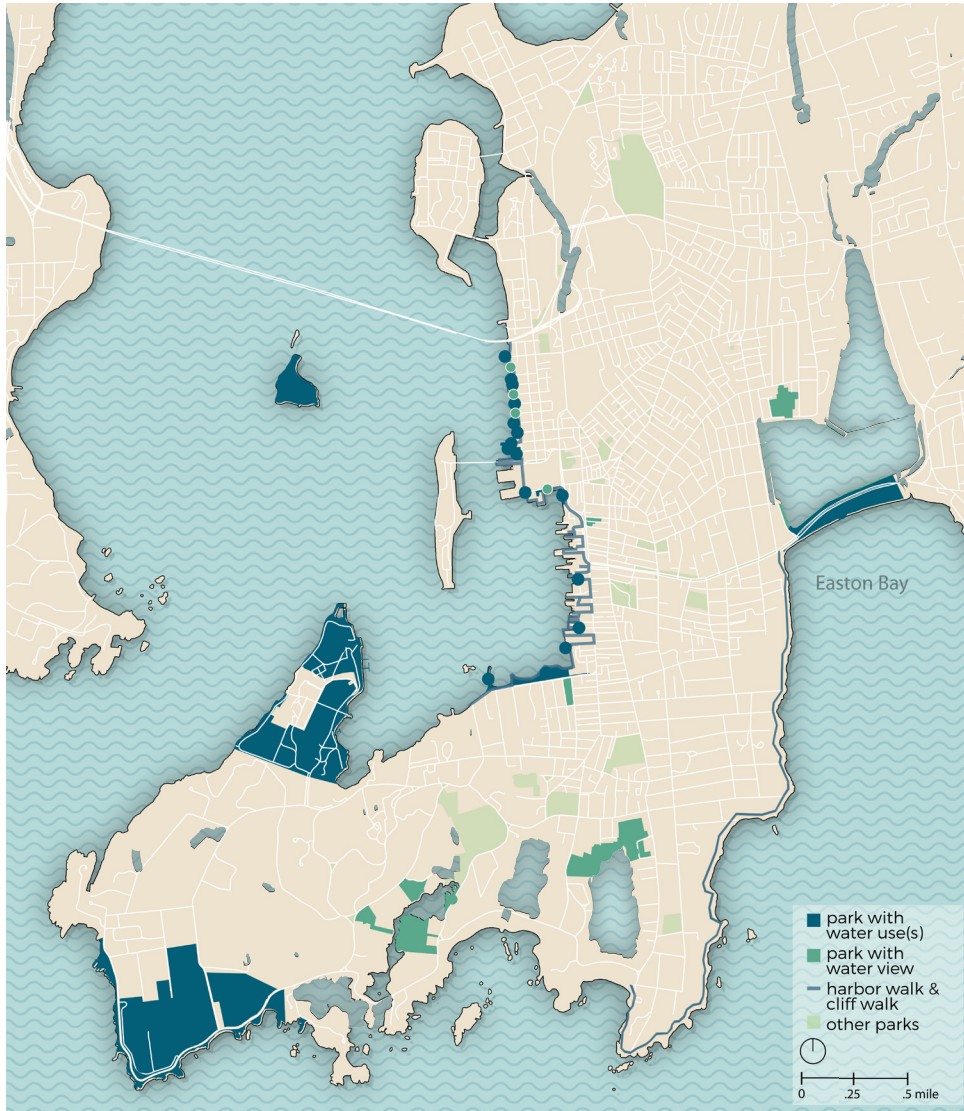 Easton Bay
park with
water use(s)
park with
water view
harbor walk &
cliff walk
other parks
0 .25 .5 mile